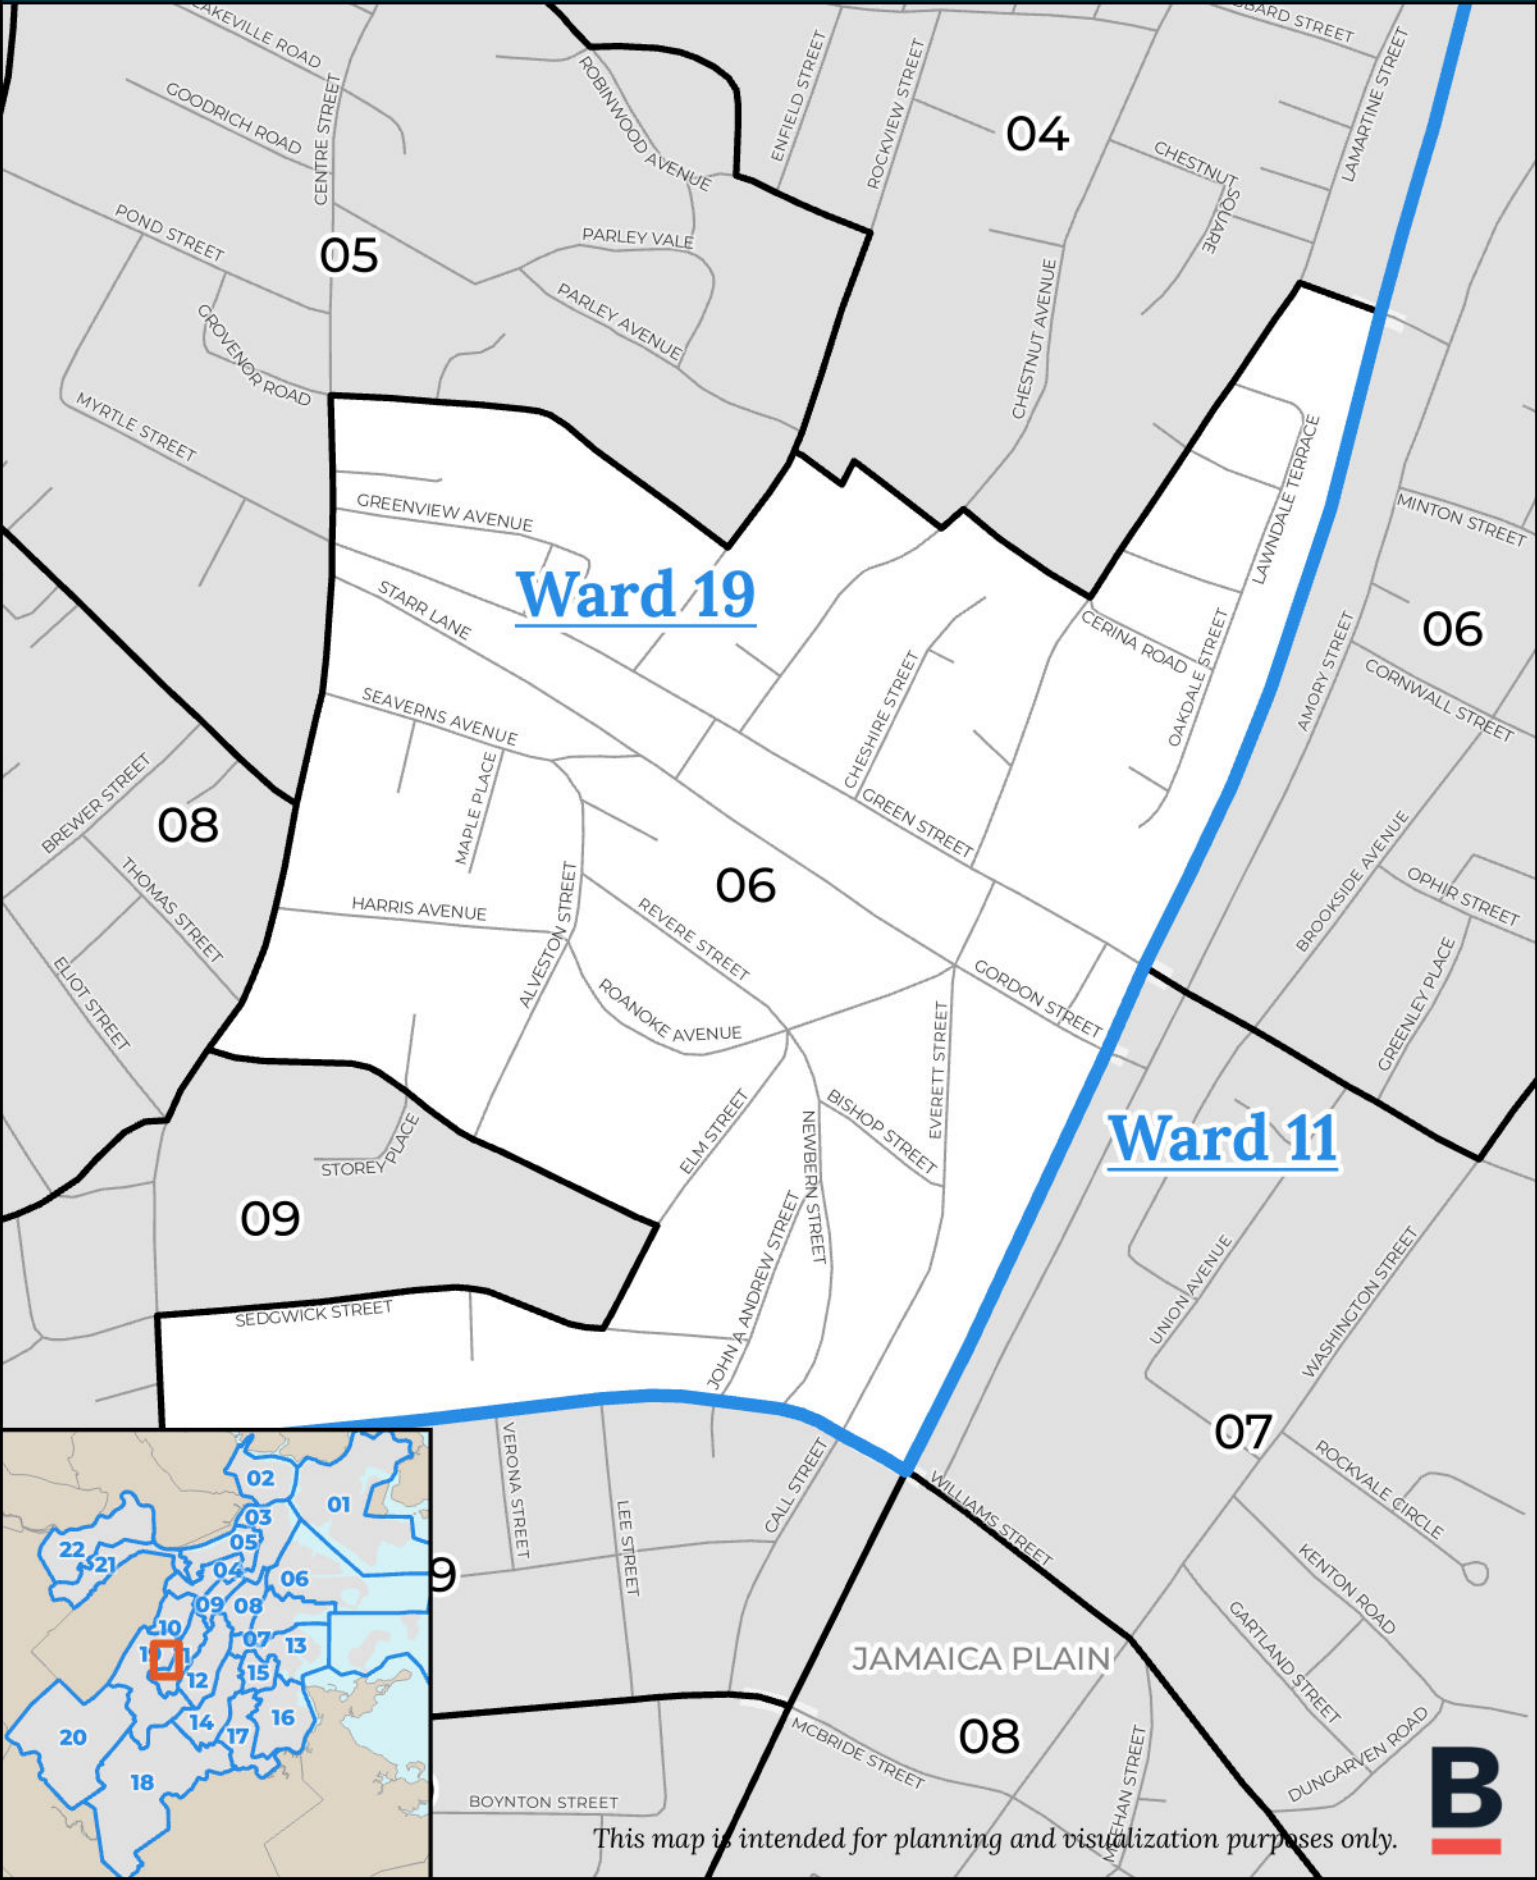 LAKEVILLE ROAD
GOODRICH ROAD
CENTRE STREET
ROBINWOOD AVENUE
ENFIELD STREET
ROCKVIEW STREET
04
CHESTNUT SQUARE
LAMARTINE STREET
BBARD STREET
POND STREET
05
PARLEY VALE
PARLEY AVENUE
CHESTNUT AVENUE
GROVENOR ROAD
MYRTLE STREET
GREENVIEW AVENUE
Ward 19
STARR LANE
LAWNDALE TERRACE
MINTON STREET
CERINA ROAD
OAKDALE STREET
AMORY STREET
06
CORNWALL STREET
SEAVERNS AVENUE
MAPLE PLACE
CHESHIRE STREET
GREEN STREET
BREWER STREET
08
THOMAS STREET
06
BROOKSIDE AVENUE
OPHIR STREET
HARRIS AVENUE
ALVESTON STREET
REVERE STREET
ELIOT STREET
ROANOKE AVENUE
GORDON STREET
GREENLEY PLACE
EVERETT STREET
ELM STREET
NEWBERN STREET
BISHOP STREET
Ward 11
STOREY PLACE
09
JOHN A ANDREW STREET
UNION AVENUE
WASHINGTON STREET
SEDGWICK STREET
07
VERONA STREET
LEE STREET
CALL STREET
WILLIAMS STREET
ROCKVALE CIRCLE
KENTON ROAD
GARTLAND STREET
9
JAMAICA PLAIN
08
MCBRIDE STREET
MEEHAN STREET
DUNGARVEN ROAD
BOYNTON STREET
02
01
03
05
22
21
04
06
09
08
10
07
13
12
15
14
16
17
20
18
B
This map is intended for planning and visualization purposes only.